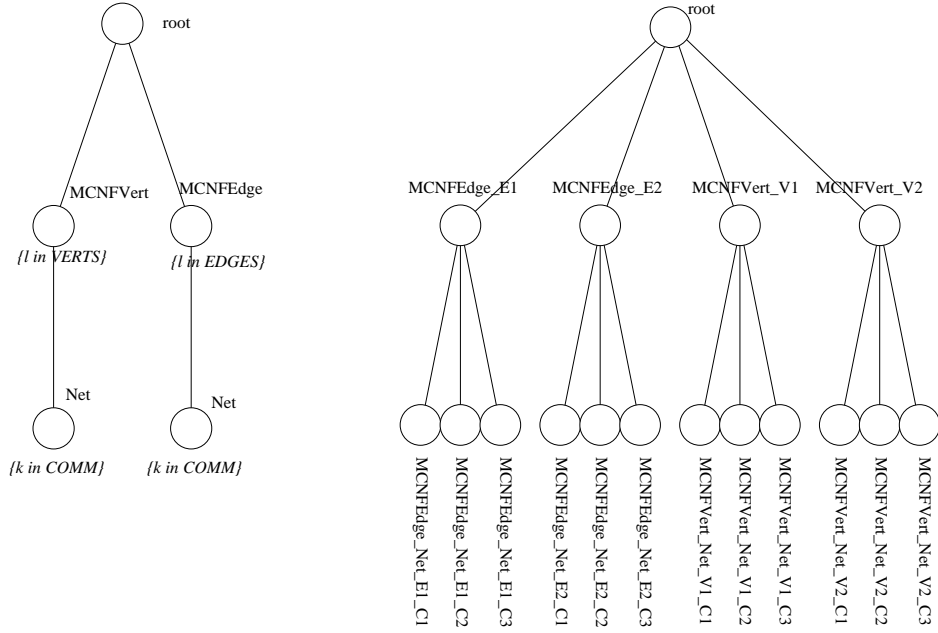 root
MCNFVert
MCNFEdge
{l in VERTS}
{l in EDGES}
Net
Net
{k in COMM}
{k in COMM}
root
MCNFEdge_E1
MCNFEdge_E2
MCNFVert_V1
MCNFVert_V2
MCNFEdge_Net_E1_C1
MCNFEdge_Net_E1_C2
MCNFEdge_Net_E1_C3
MCNFEdge_Net_E2_C1
MCNFEdge_Net_E2_C2
MCNFEdge_Net_E2_C3
MCNFVert_Net_V1_C1
MCNFVert_Net_V1_C2
MCNFVert_Net_V1_C3
MCNFVert_Net_V2_C1
MCNFVert_Net_V2_C2
MCNFVert_Net_V2_C3